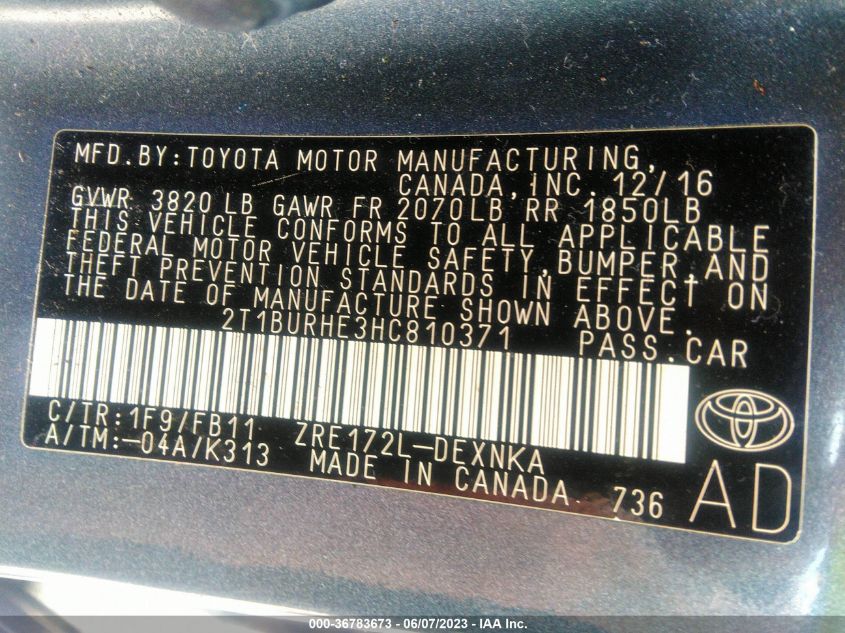 MFD.BY:TOYOTA MOTOR MANUFACTURING,
CANADA,INC. 12/16
GVWR 3820 LB GAWR FR 2070LB RR 1850LB
THIS VEHICLE CONFORMS TO ALL APPLICABLE
FEDERAL MOTOR VEHICLE SAFETY,BUMPER,AND
THEFT PREVENTION STANDARDS IN EFFECT ON
THE DATE OF MANUFACTURE SHOWN ABOVE.
2T1BURHE3HC810371 PASS.CAR
C/TR:1F9/FB11 ZRE172L-DEXNKA
A/TM:-04A/K313 MADE IN CANADA 736
AD
000-36783673 - 06/07/2023 - IAA Inc.